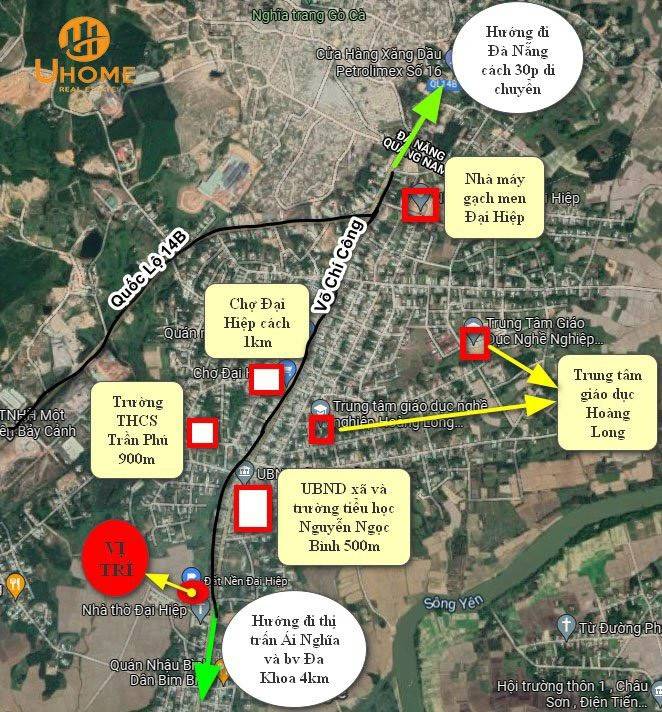 Nghĩa trang Gò Cà
UHOME
REAL ESTATE
Cửa Hàng Xăng Dầu
Petrolimex Số 16
QL14B
Hướng đi
Đà Nẵng
cách 30p di
chuyển
ĐÀ NẴNG
QUẢNG NAM
Nhà máy
gạch men
Đại Hiệp
Hiệp
Quốc Lộ 14B
Võ Chí Công
Chợ Đại
Hiệp cách
1km
Quán
Chợ Đại
Trung Tâm Giáo
Dục Nghề Nghiệp...
Trung tâm
giáo dục
Hoàng
Long
Trung tâm giáo dục nghề
nghiệp Hoàng Long...
TNHH Một
Bảy Cảnh
Trường
THCS
Trần Phú
900m
UBN
UBND xã và
trường tiểu học
Nguyễn Ngọc
Bình 500m
VỊ
TRÍ
Đất Nền Đại Hiệp
Nhà thờ Đại Hiệp
Sông Yên
Hướng đi thị
trấn Ái Nghĩa
và bv Đa
Khoa 4km
Quán Nhậu
Dân Bim
Từ Đường
Hội trường thôn 1 , Châu
Sơn , Điện Tiến...